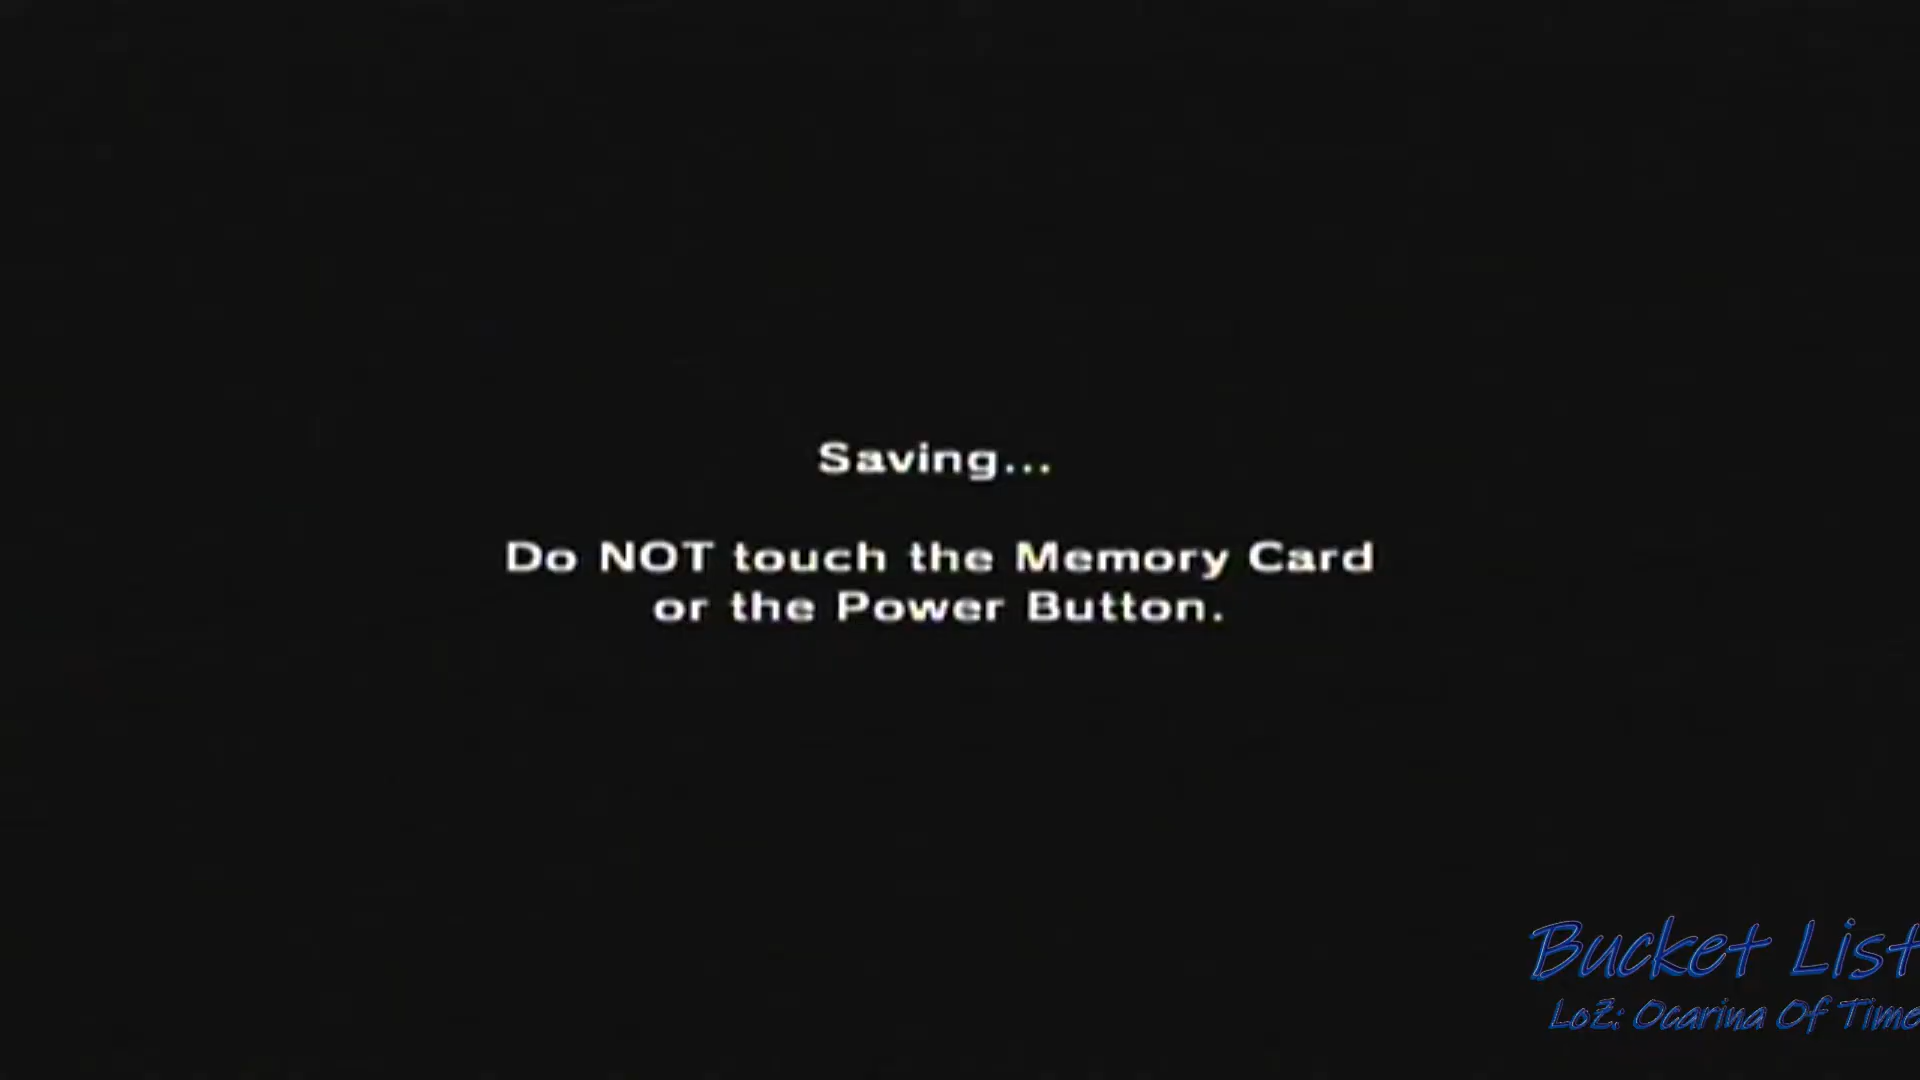 Saving...
Do NOT touch the Memory Card
or the Power Button.
Bucket List
LoZ: Ocarina Of Time